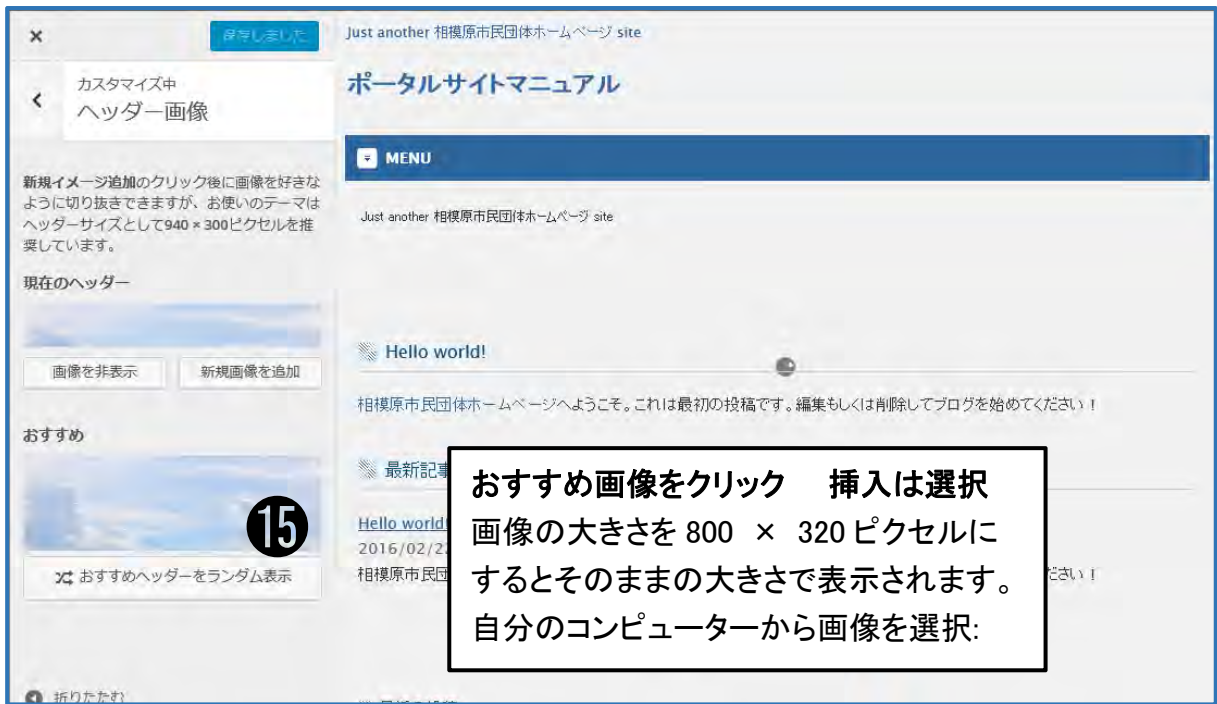 ×
保存しました
カスタマイズ中
ヘッダー画像
新規イメージ追加のクリック後に画像を好きな
ように切り抜きできますが、お使いのテーマは
ヘッダーサイズとして940 × 300ピクセルを推
奨しています。
現在のヘッダー
画像を非表示 新規画像を追加
おすすめ
⓯
おすすめヘッダーをランダム表示
折りたたむ
Just another 相模原市民団体ホームページ site
ポータルサイトマニュアル
MENU
Just another 相模原市民団体ホームページ site
Hello world!
相模原市民団体ホームページへようこそ。これは最初の投稿です。編集もしくは削除してブログを始めてください！
最新記事
Hello world!
2016/02/22
相模原市民団 ださい！
おすすめ画像をクリック 挿入は選択
画像の大きさを 800 × 320 ピクセルに
するとそのままの大きさで表示されます。
自分のコンピューターから画像を選択: